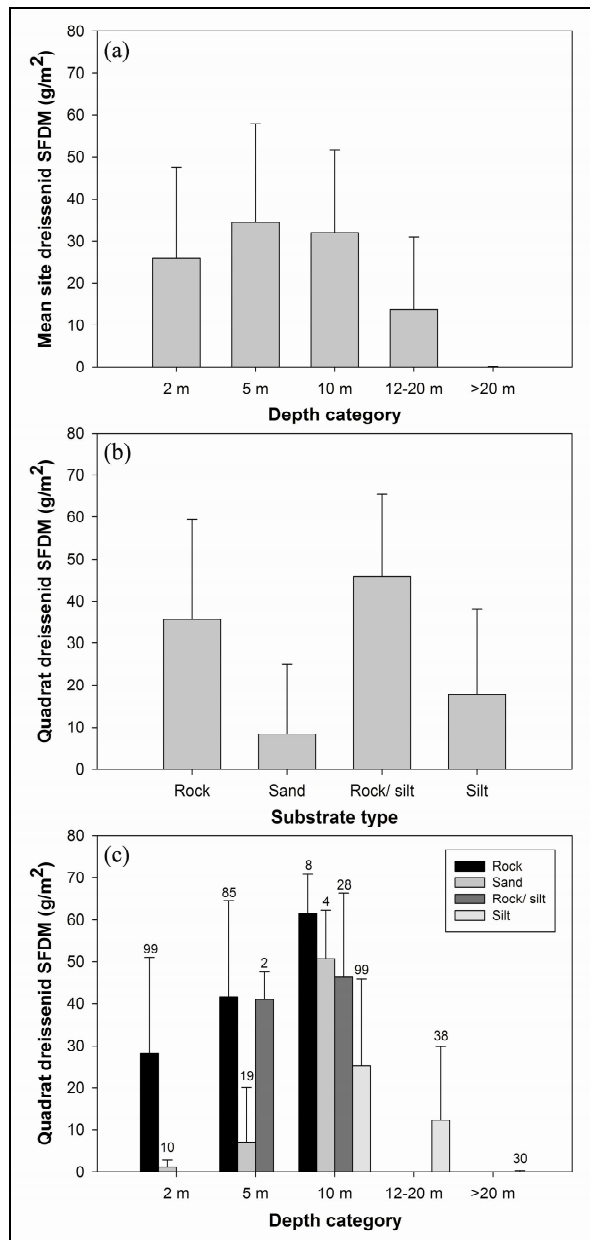 (a)
Mean site dreissenid SFDM (g/m²)
80
70
60
50
40
30
20
10
0
2 m 5 m 10 m 12-20 m >20 m
Depth category
(b)
Quadrat dreissenid SFDM (g/m²)
80
70
60
50
40
30
20
10
0
Rock Sand Rock/ silt Silt
Substrate type
(c)
Quadrat dreissenid SFDM (g/m²)
80
70
60
50
40
30
20
10
0
Rock
Sand
Rock/ silt
Silt
99
10
85
19
2
8
4
28
99
38
30
2 m 5 m 10 m 12-20 m >20 m
Depth category